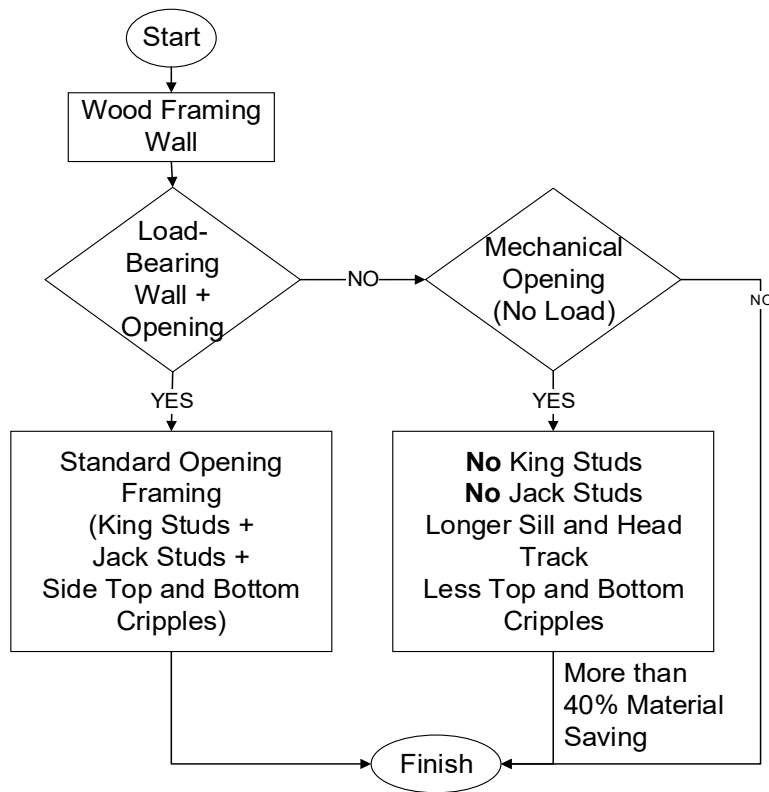 Start
Wood Framing
Wall
Load-
Bearing
Wall +
Opening
NO
Mechanical
Opening
(No Load)
NO
YES
YES
Standard Opening
Framing
(King Studs +
Jack Studs +
Side Top and Bottom
Cripples)
No King Studs
No Jack Studs
Longer Sill and Head
Track
Less Top and Bottom
Cripples
More than
40% Material
Saving
Finish